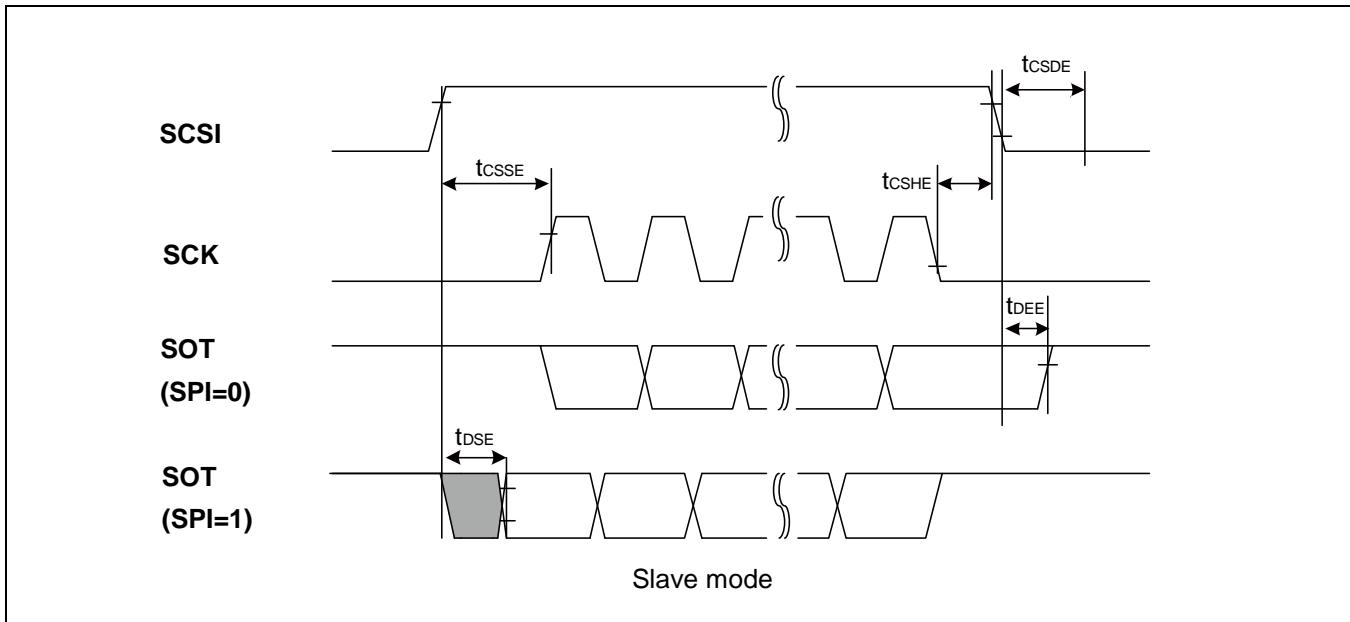 tCSDE
SCSI
tCSSE
tCSHE
SCK
tDEE
SOT
(SPI=0)
tDSE
SOT
(SPI=1)
Slave mode